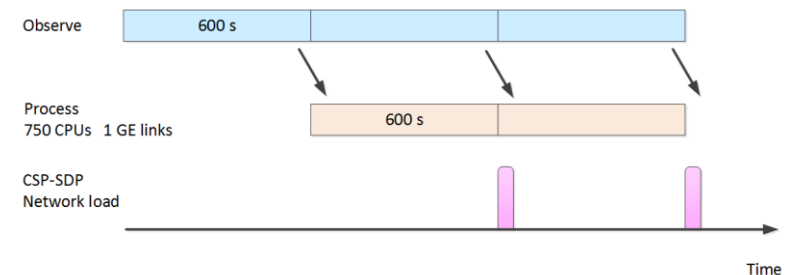 Observe
600 s
Process
750 CPUs 1 GE links
600 s
CSP-SDP
Network load
Time